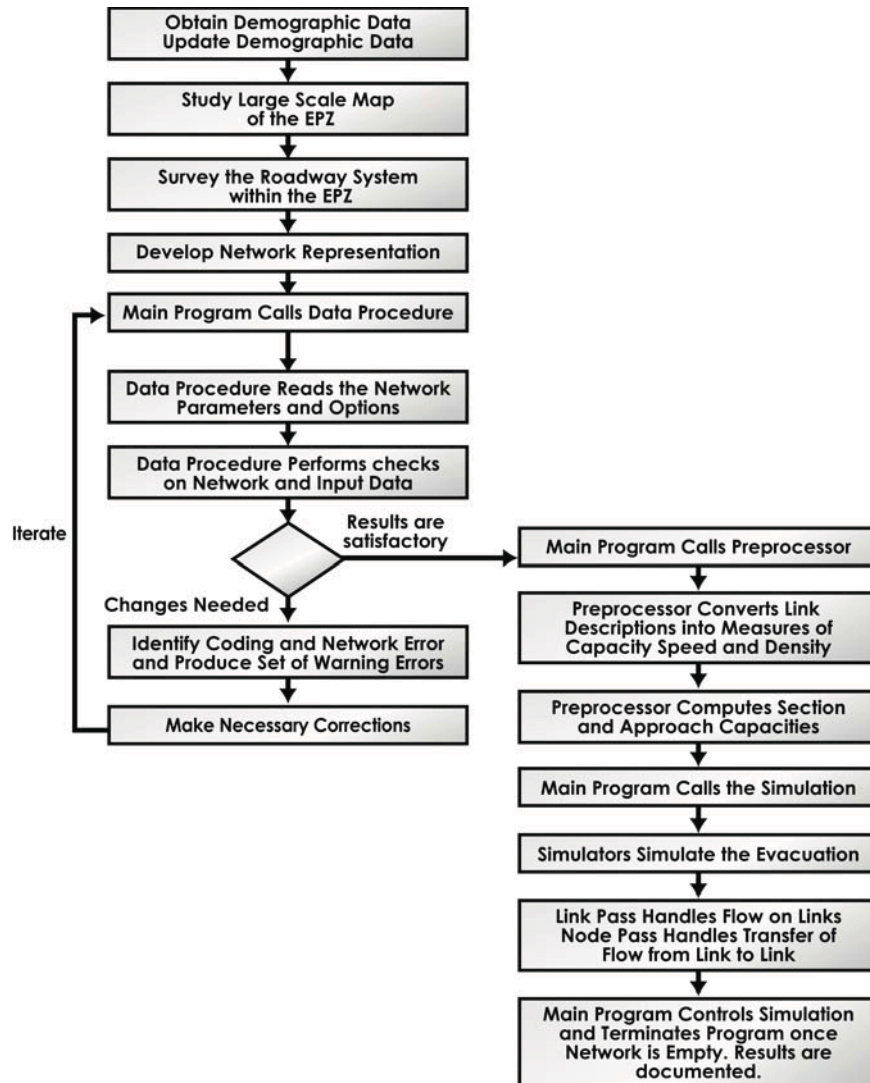 Obtain Demographic Data
Update Demographic Data
Study Large Scale Map
of the EPZ
Survey the Roadway System
within the EPZ
Develop Network Representation
Main Program Calls Data Procedure
Data Procedure Reads the Network
Parameters and Options
Data Procedure Performs checks
on Network and Input Data
Iterate
Results are
satisfactory
Changes Needed
Identify Coding and Network Error
and Produce Set of Warning Errors
Make Necessary Corrections
Main Program Calls Preprocessor
Preprocessor Converts Link
Descriptions into Measures of
Capacity Speed and Density
Preprocessor Computes Section
and Approach Capacities
Main Program Calls the Simulation
Simulators Simulate the Evacuation
Link Pass Handles Flow on Links
Node Pass Handles Transfer of
Flow from Link to Link
Main Program Controls Simulation
and Terminates Program once
Network is Empty. Results are
documented.